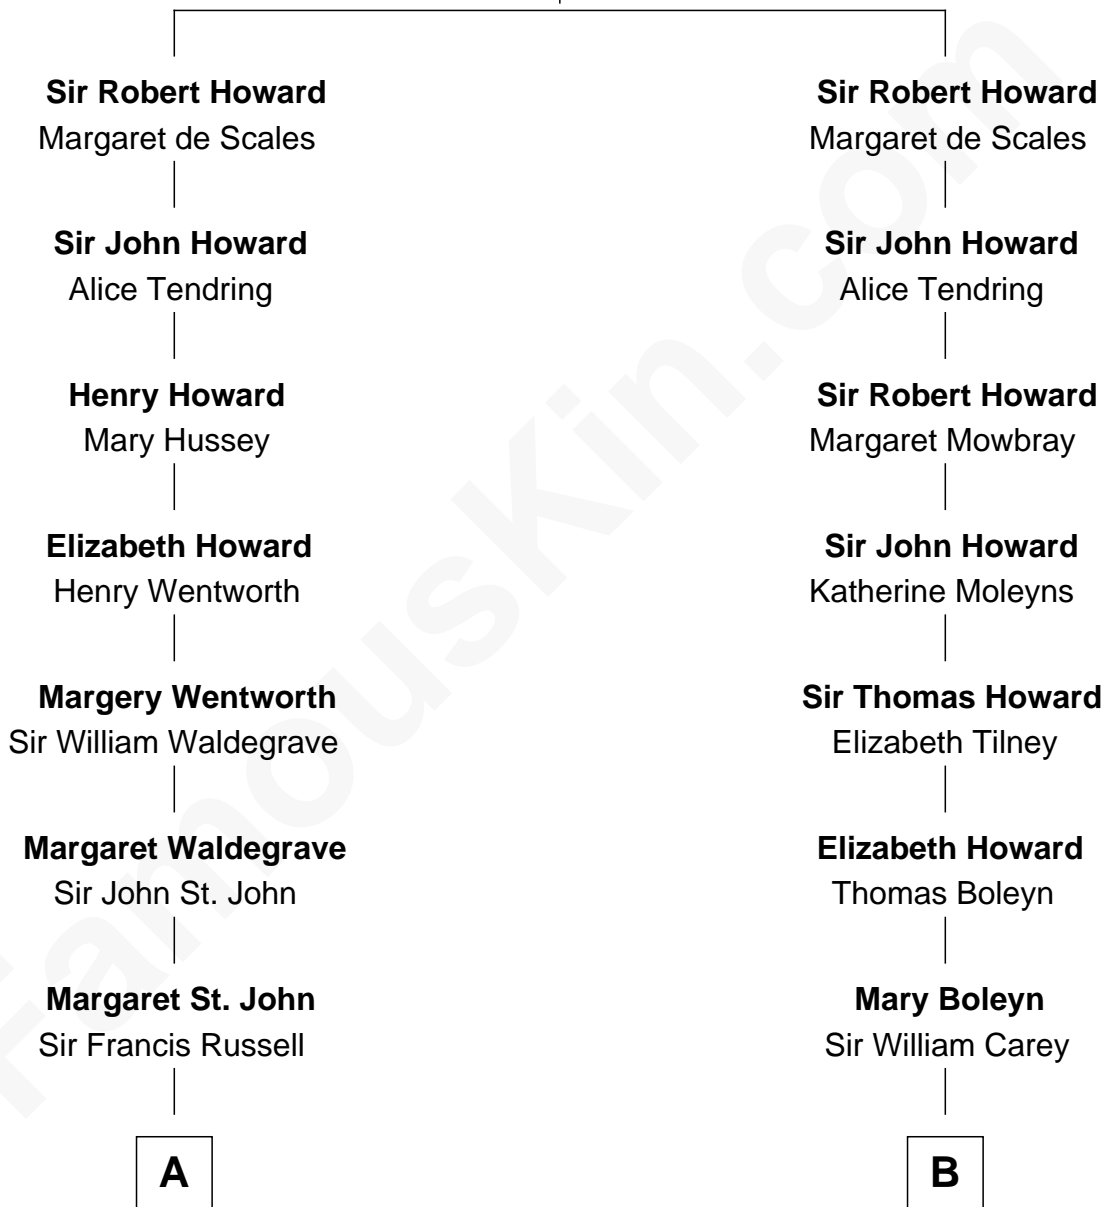 Sir Robert Howard
Margaret de Scales
Sir John Howard
Alice Tendring
Henry Howard
Mary Hussey
Elizabeth Howard
Henry Wentworth
Margery Wentworth
Sir William Waldegrave
Margaret Waldegrave
Sir John St. John
Margaret St. John
Sir Francis Russell
A
Sir Robert Howard
Margaret de Scales
Sir John Howard
Alice Tendring
Sir Robert Howard
Margaret Mowbray
Sir John Howard
Katherine Moleyns
Sir Thomas Howard
Elizabeth Tilney
Elizabeth Howard
Thomas Boleyn
Mary Boleyn
Sir William Carey
B
FamousKin.com